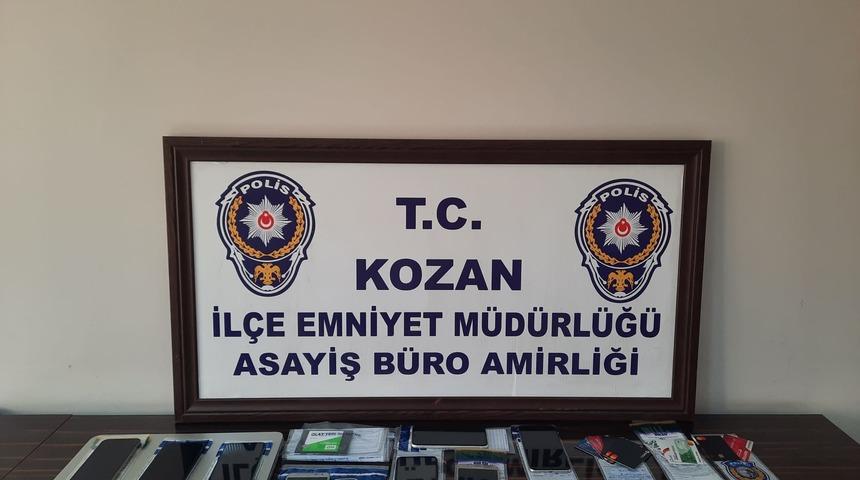 POLİS
POLİS
T.C.
KOZAN
İLÇE EMNİYET MÜDÜRLÜĞÜ
ASAYİŞ BÜRO AMİRLİĞİ